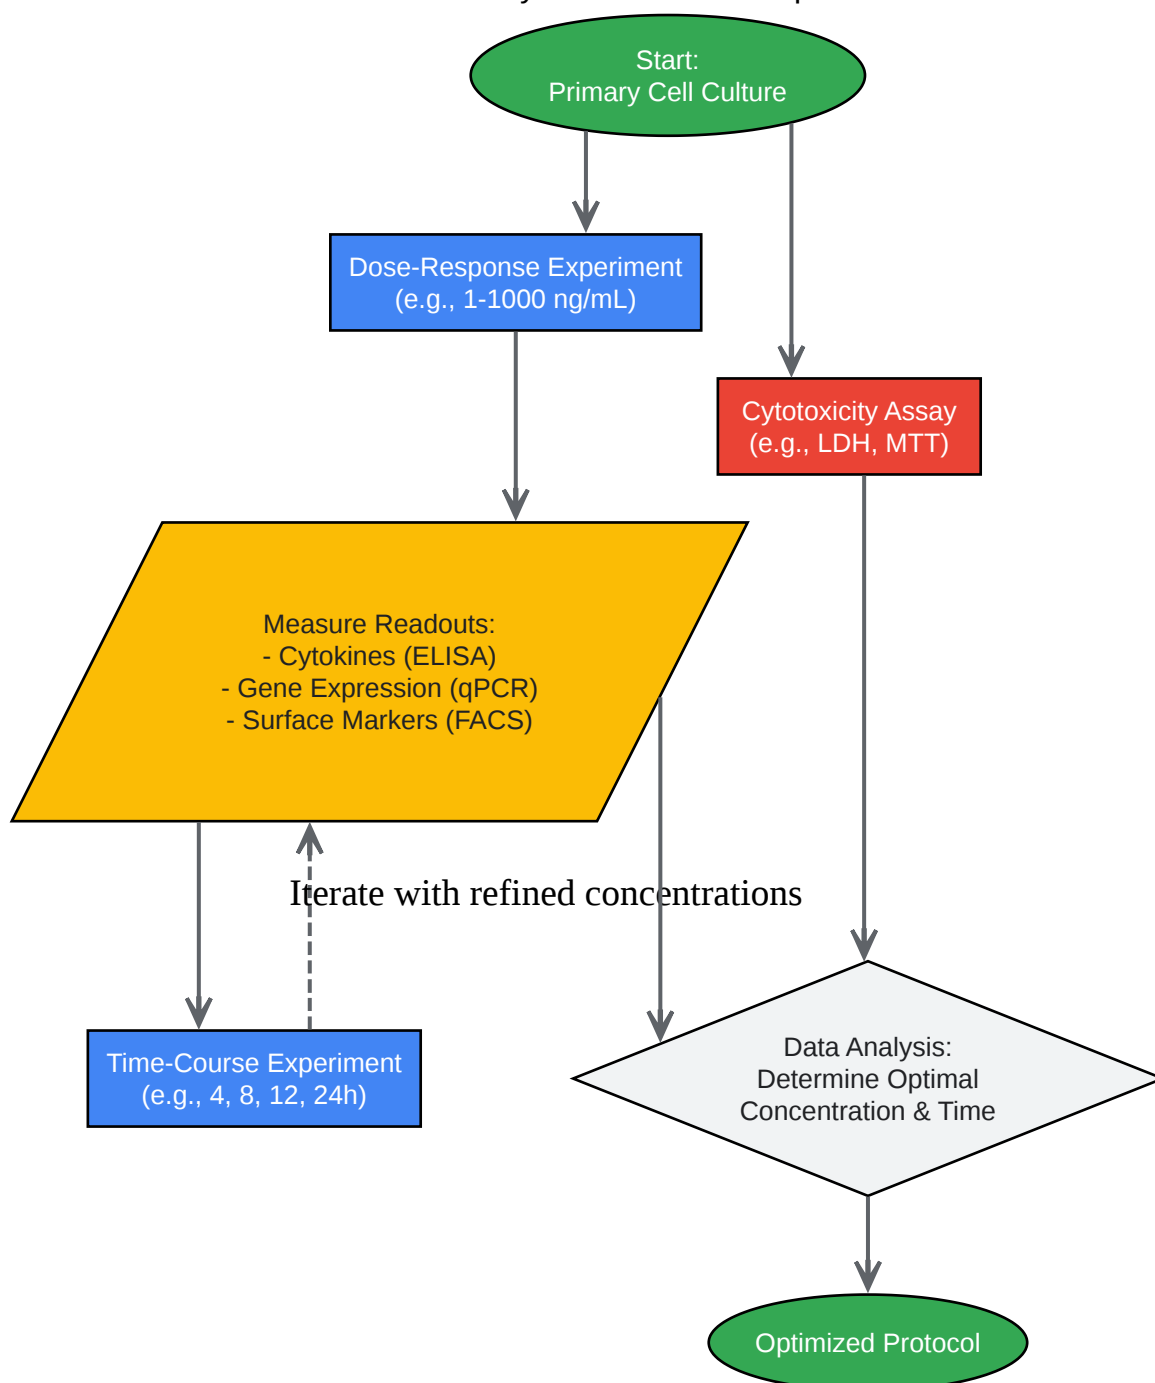 Start:
Primary Cell Culture
Dose-Response Experiment
(e.g., 1-1000 ng/mL)
Cytotoxicity Assay
(e.g., LDH, MTT)
Measure Readouts:
- Cytokines (ELISA)
- Gene Expression (qPCR)
- Surface Markers (FACS)
Iterate with refined concentrations
Time-Course Experiment
(e.g., 4, 8, 12, 24h)
Data Analysis:
Determine Optimal
Concentration & Time
Optimized Protocol